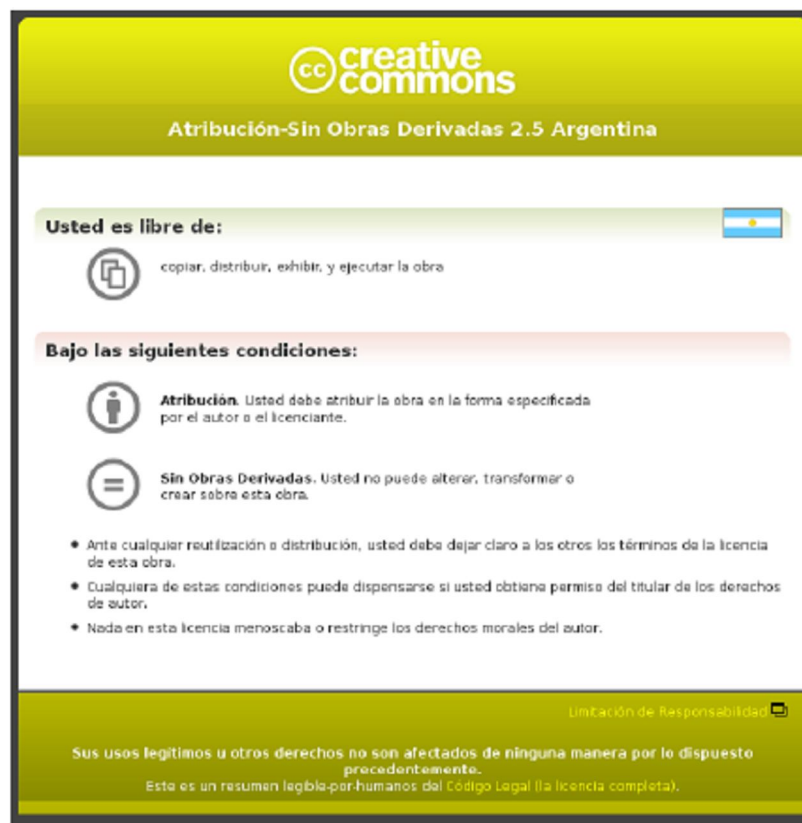 cc creative
commons
Atribución-Sin Obras Derivadas 2.5 Argentina
Usted es libre de:
copiar, distribuir, exhibir, y ejecutar la obra
Bajo las siguientes condiciones:
Atribución. Usted debe atribuir la obra en la forma especificada
por el autor o el licenciante.
Sin Obras Derivadas. Usted no puede alterar, transformar o
crear sobre esta obra.
• Ante cualquier reutilización o distribución, usted debe dejar claro a los otros los términos de la licencia
de esta obra.
• Cualquiera de estas condiciones puede dispensarse si usted obtiene permiso del titular de los derechos
de autor.
• Nada en esta licencia menoscaba o restringe los derechos morales del autor.
Limitación de Responsabilidad
Sus usos legítimos u otros derechos no son afectados de ninguna manera por lo dispuesto
precedentemente.
Este es un resumen legible-por-humanos del Código Legal (la licencia completa).